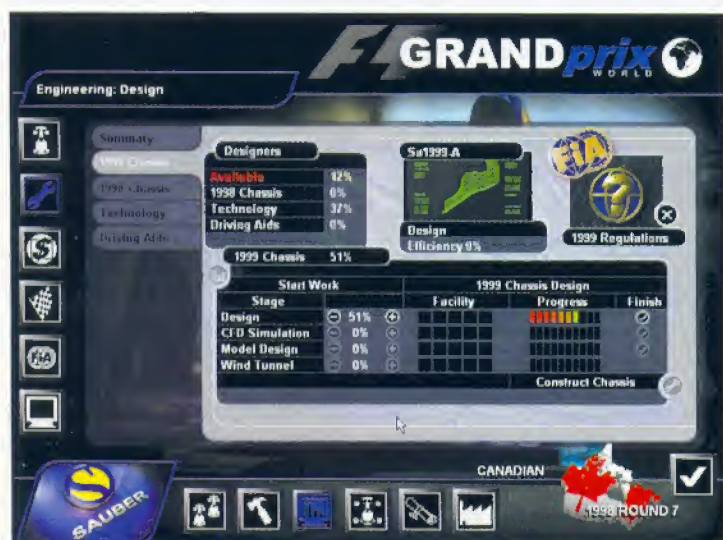 F1 GRAND prix
WORLD
Engineering: Design
Summary
1999 Chassis
1998 Chassis
Technology
Driving Aids
Designers
Available 12%
1998 Chassis 0%
Technology 37%
Driving Aids 0%
1999 Chassis 51%
Sa1999-A
Design
Efficiency 0%
FIA
?
1999 Regulations
Start Work
1999 Chassis Design
Stage Facility Progress Finish
Design 51%
CFD Simulation 0%
Model Design 0%
Wind Tunnel 0%
Construct Chassis
FIA
SAUBER
CANADIAN
1998 ROUND 7